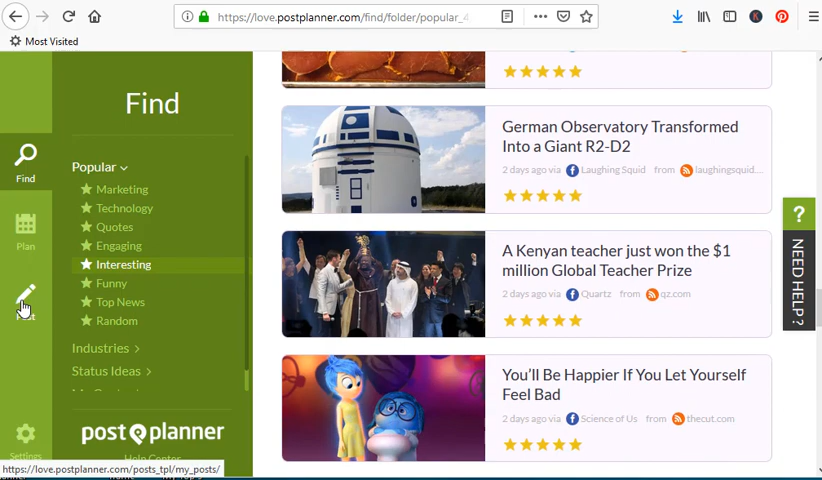 https://love.postplanner.com/find/folder/popular_4
Most Visited
Find
Plan
Settings
Find
Popular
Marketing
Technology
Quotes
Engaging
Interesting
Funny
Top News
Random
Industries
Status Ideas
post planner
Help Center
https://love.postplanner.com/posts_tpl/my_posts/
German Observatory Transformed
Into a Giant R2-D2
2 days ago via Laughing Squid from laughingsquid....
A Kenyan teacher just won the $1
million Global Teacher Prize
2 days ago via Quartz from qz.com
You'll Be Happier If You Let Yourself
Feel Bad
2 days ago via Science of Us from thecut.com
?
NEED HELP?